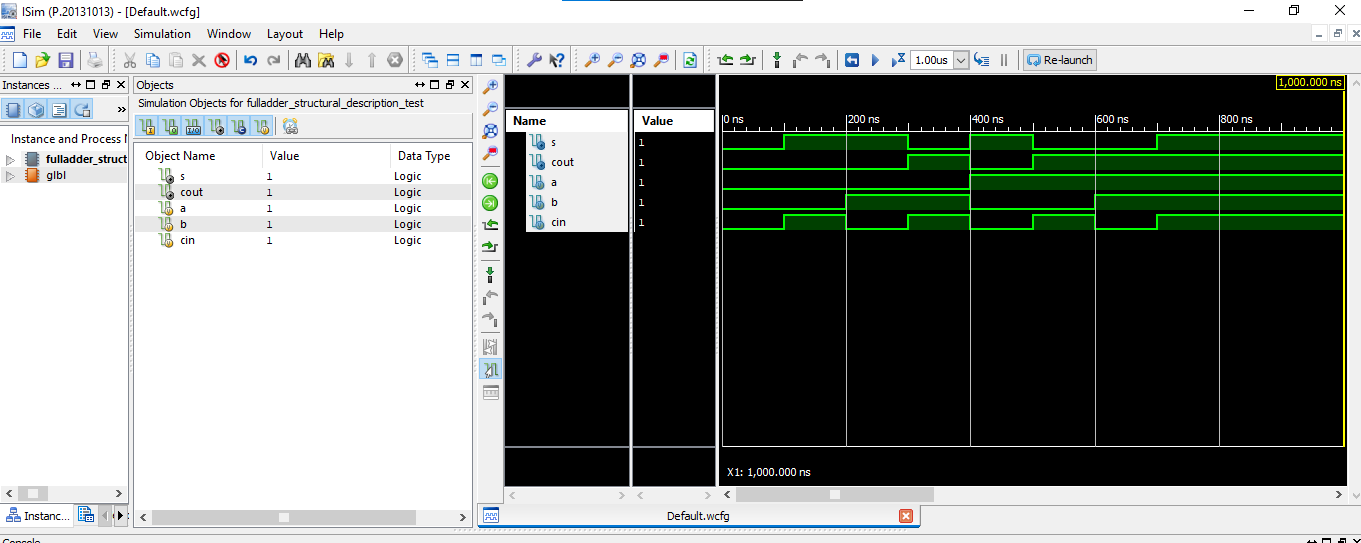 ISim (P.20131013) - [Default.wcfg]
File Edit View Simulation Window Layout Help
1.00us Re-launch
Instances ...
Instance and Process N
fulladder_struct
glbl
Instanc...
Objects
Simulation Objects for fulladder_structural_description_test
Object Name Value Data Type
s 1 Logic
cout 1 Logic
a 1 Logic
b 1 Logic
cin 1 Logic
Name Value
s 1
cout 1
a 1
b 1
cin 1
1,000.000 ns
0 ns 200 ns 400 ns 600 ns 800 ns
X1: 1,000.000 ns
Default.wcfg
Console